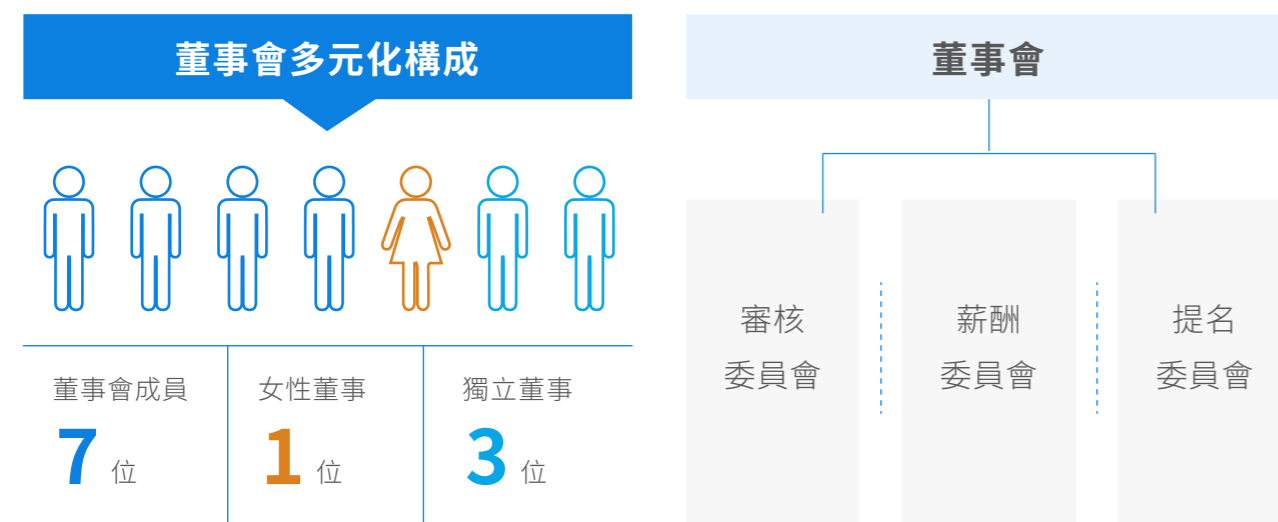 董事會多元化構成
董事會成員
7 位
女性董事
1 位
獨立董事
3 位
董事會
審核
委員會
薪酬
委員會
提名
委員會